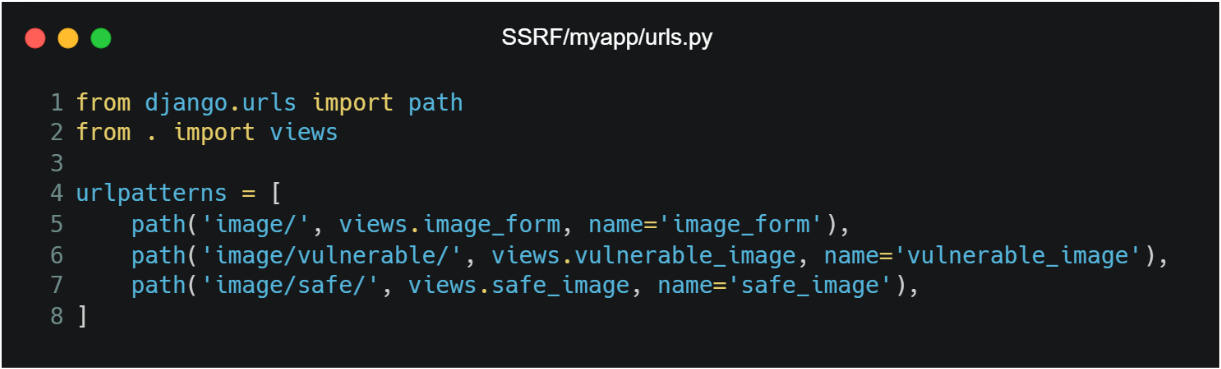 SSRF/myapp/urls.py
1 from django.urls import path
2 from . import views
3
4 urlpatterns = [
5     path('image/', views.image_form, name='image_form'),
6     path('image/vulnerable/', views.vulnerable_image, name='vulnerable_image'),
7     path('image/safe/', views.safe_image, name='safe_image'),
8 ]